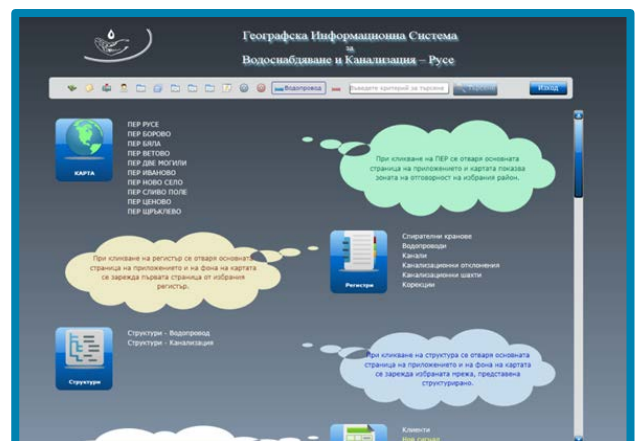 Географска Информационна Система
за
Водоснабдяване и Канализация – Русе
Водопровод
Въведете критерий за търсене
Търсене
Изход
КАРТА
ПЕР РУСЕ
ПЕР БОРОВО
ПЕР БЯЛА
ПЕР ВЕТОВО
ПЕР ДВЕ МОГИЛИ
ПЕР ИВАНОВО
ПЕР НОВО СЕЛО
ПЕР СЛИВО ПОЛЕ
ПЕР ЦЕНОВО
ПЕР ЩРЪКЛЕВО
При кликване на ПЕР се отваря основната
страница на приложението и картата показва
зоната на отговорност на избрания район.
При кликване на регистър се отваря основната
страница на приложението и на фона на картата
се зарежда първата страница от избрания
регистър.
Регистри
Спирателни кранове
Водопроводи
Канали
Канализационни отклонения
Канализационни шахти
Корекции
Структури
Структури - Водопровод
Структури - Канализация
При кликване на структура се отваря основната
страница на приложението и на фона на картата
се зарежда избраната мрежа, представена
структурирано.
Клиенти
Нов сигнал